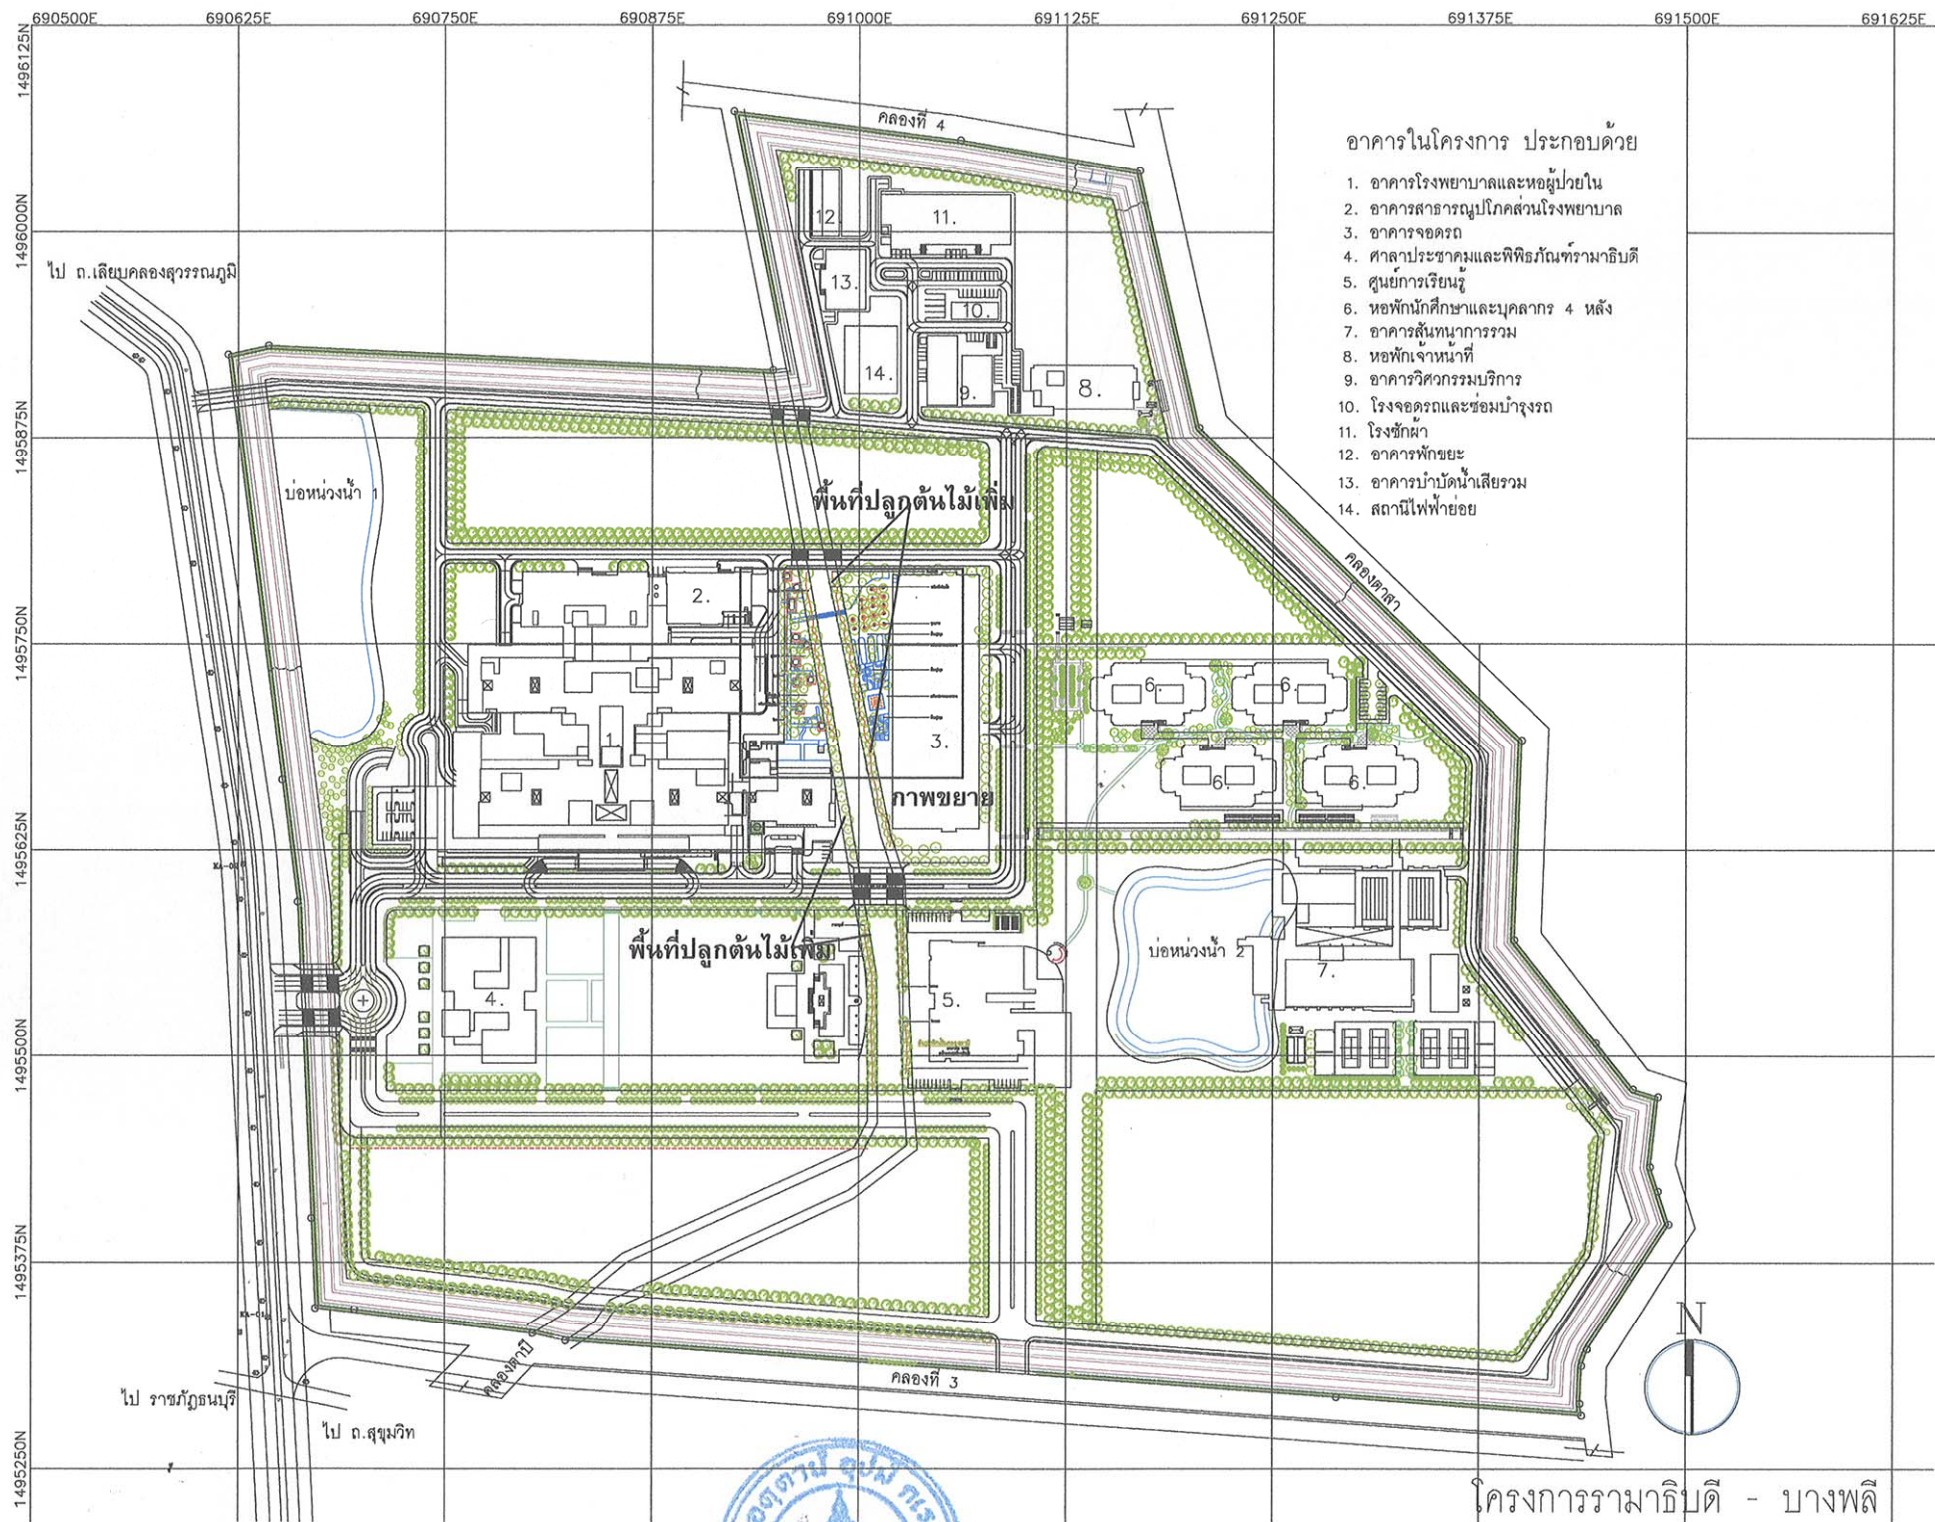 690500E 690625E 690750E 690875E 691000E 691125E 691250E 691375E 691500E 691625E
1496125N
1496000N
1495875N
1495750N
1495625N
1495500N
1495375N
1495250N
คลองที่ 4
อาคารในโครงการ ประกอบด้วย
1. อาคารโรงพยาบาลและหอผู้ป่วยใน
2. อาคารสาธารณูปโภคส่วนโรงพยาบาล
3. อาคารจอดรถ
4. ศาลาประชาคมและพิพิธภัณฑ์รามาธิบดี
5. ศูนย์การเรียนรู้
6. หอพักนักศึกษาและบุคลากร 4 หลัง
7. อาคารสันทนาการรวม
8. หอพักเจ้าหน้าที่
9. อาคารวิศวกรรมบริการ
10. โรงจอดรถและซ่อมบำรุงรถ
11. โรงซักผ้า
12. อาคารพักขยะ
13. อาคารบำบัดน้ำเสียรวม
14. สถานีไฟฟ้าย่อย
12. 11.
ไป ถ.เลียบคลองสุวรรณภูมิ
13.
10.
14.
9.
8.
บ่อหน่วงน้ำ 1
พื้นที่ปลูกต้นไม้เพิ่ม
คลองตาสา
2.
6. 6.
1.
3.
6. 6.
ภาพขยาย
พื้นที่ปลูกต้นไม้เพิ่ม
บ่อหน่วงน้ำ 2
7.
4.
5.
คลองตาปี
คลองที่ 3
N
ไป ราชภัฏธนบุรี
ไป ถ.สุขุมวิท
โครงการรามาธิบดี - บางพลี